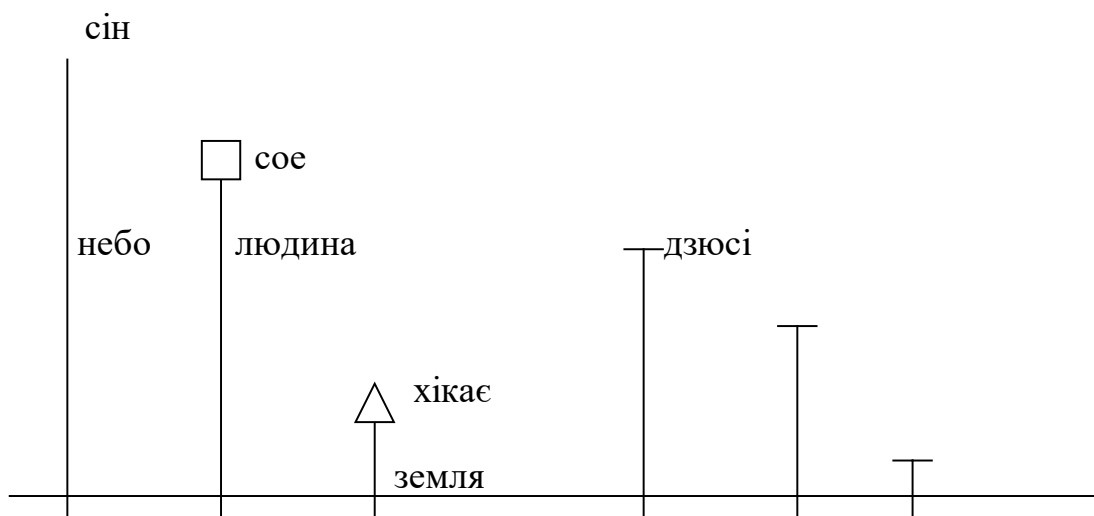 сін
сое
небо людина дзюсі
хікає
земля